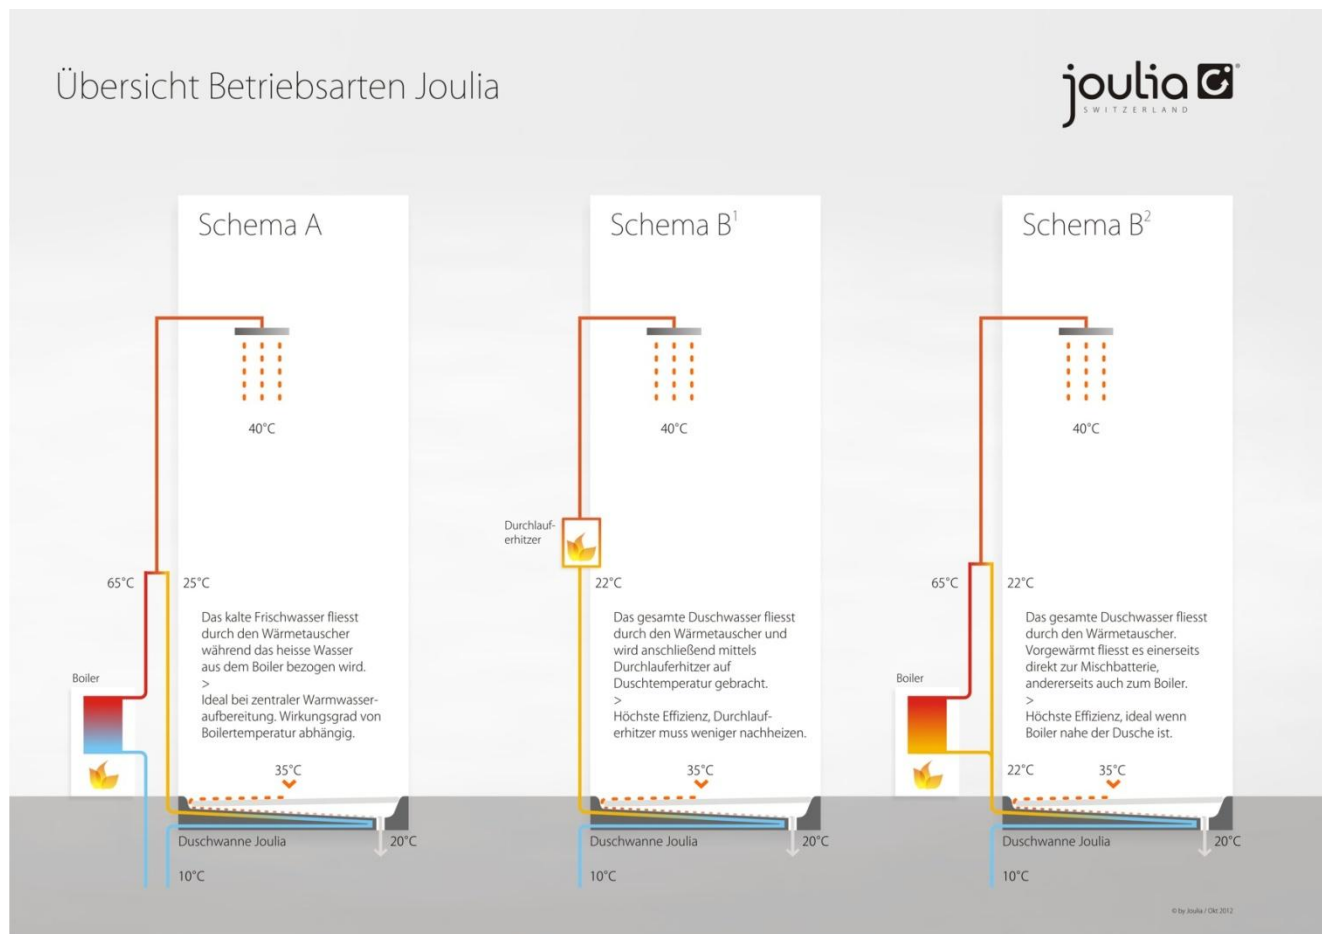 Übersicht Betriebsarten Joulia
joulia
SWITZERLAND
Schema A
40°C
65°C
25°C
Das kalte Frischwasser fliesst
durch den Wärmetauscher
während das heisse Wasser
aus dem Boiler bezogen wird.
>
Ideal bei zentraler Warmwasser-
aufbereitung. Wirkungsgrad von
Boilertemperatur abhängig.
Boiler
35°C
Duschwanne Joulia
20°C
10°C
Schema B¹
40°C
Durchlauf-
erhitzer
22°C
Das gesamte Duschwasser fliesst
durch den Wärmetauscher und
wird anschließend mittels
Durchlauferhitzer auf
Duschtemperatur gebracht.
>
Höchste Effizienz, Durchlauf-
erhitzer muss weniger nachheizen.
35°C
Duschwanne Joulia
20°C
10°C
Schema B²
40°C
65°C
22°C
Das gesamte Duschwasser fliesst
durch den Wärmetauscher.
Vorgewärmt fliesst es einerseits
direkt zur Mischbatterie,
andererseits auch zum Boiler.
>
Höchste Effizienz, ideal wenn
Boiler nahe der Dusche ist.
Boiler
22°C
35°C
Duschwanne Joulia
20°C
10°C
© by Joulia / Okt 2012